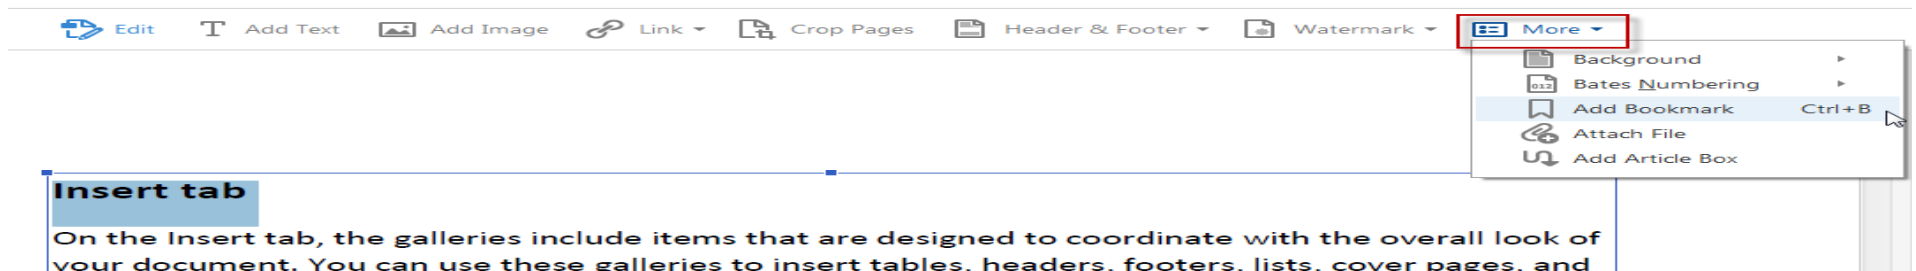 Edit Add Text Add Image Link Crop Pages Header & Footer Watermark More
Background
012 Bates Numbering
Add Bookmark Ctrl+B
Attach File
Add Article Box
Insert tab
On the Insert tab, the galleries include items that are designed to coordinate with the overall look of
your document. You can use these galleries to insert tables, headers, footers, lists, cover pages, and